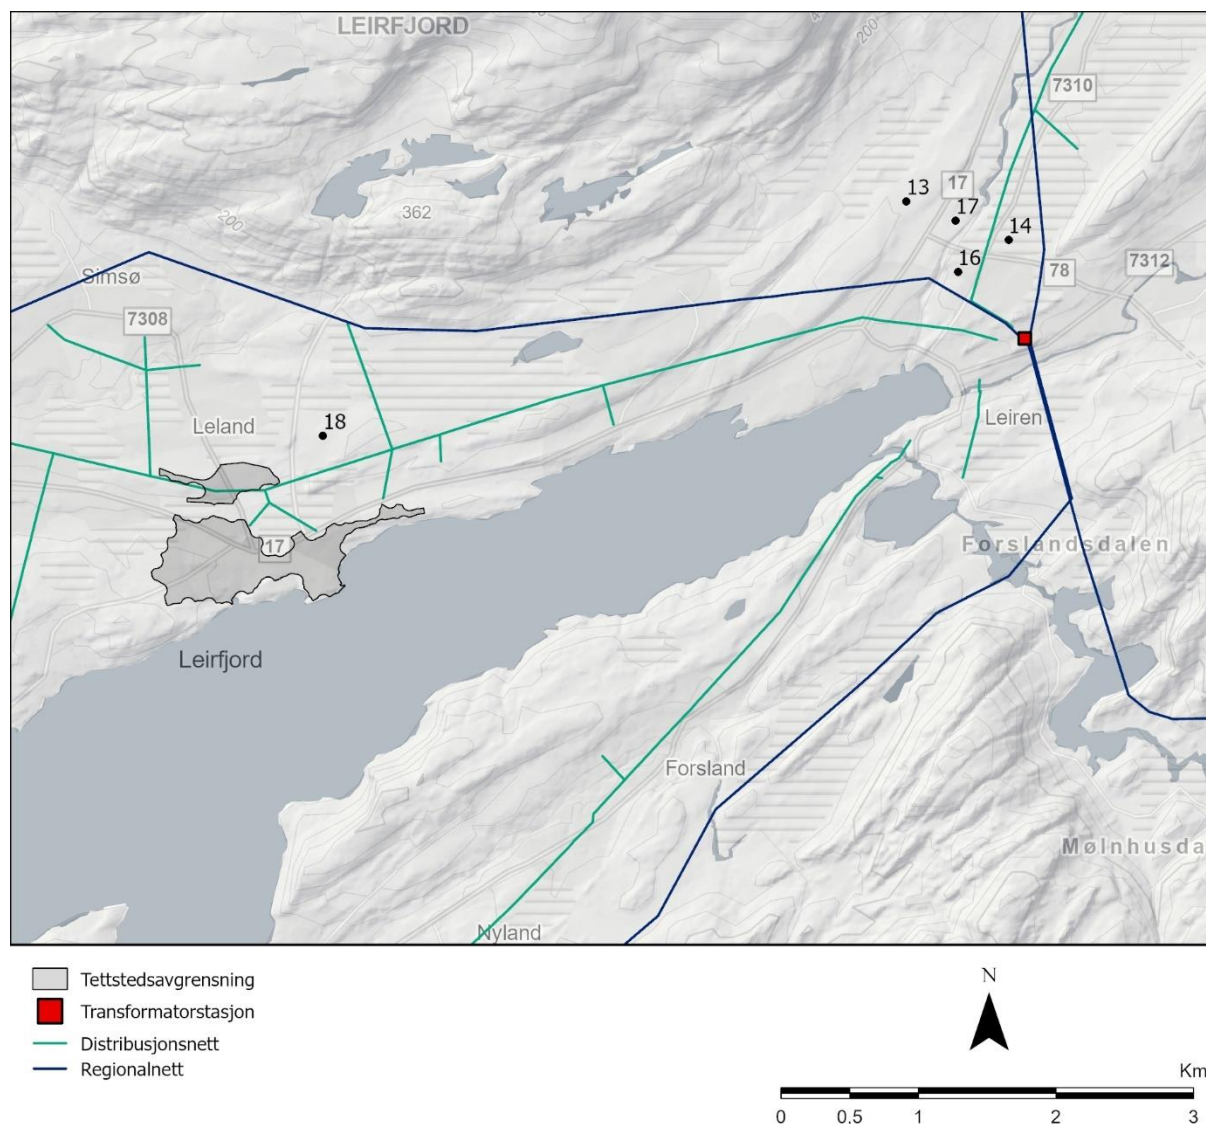 LEIRFJORD
200
7310
13
17
17
362
200
14
16
78
7312
Simsø
7308
18
Leland
Leiren
17
Forslandsdalen
Leirfjord
Forsland
Mølnhusda
Nyland
Tettstedsavgrensning
Transformatorstasjon
Distribusjonsnett
Regionalnett
N
Km
0 0.5 1 2 3